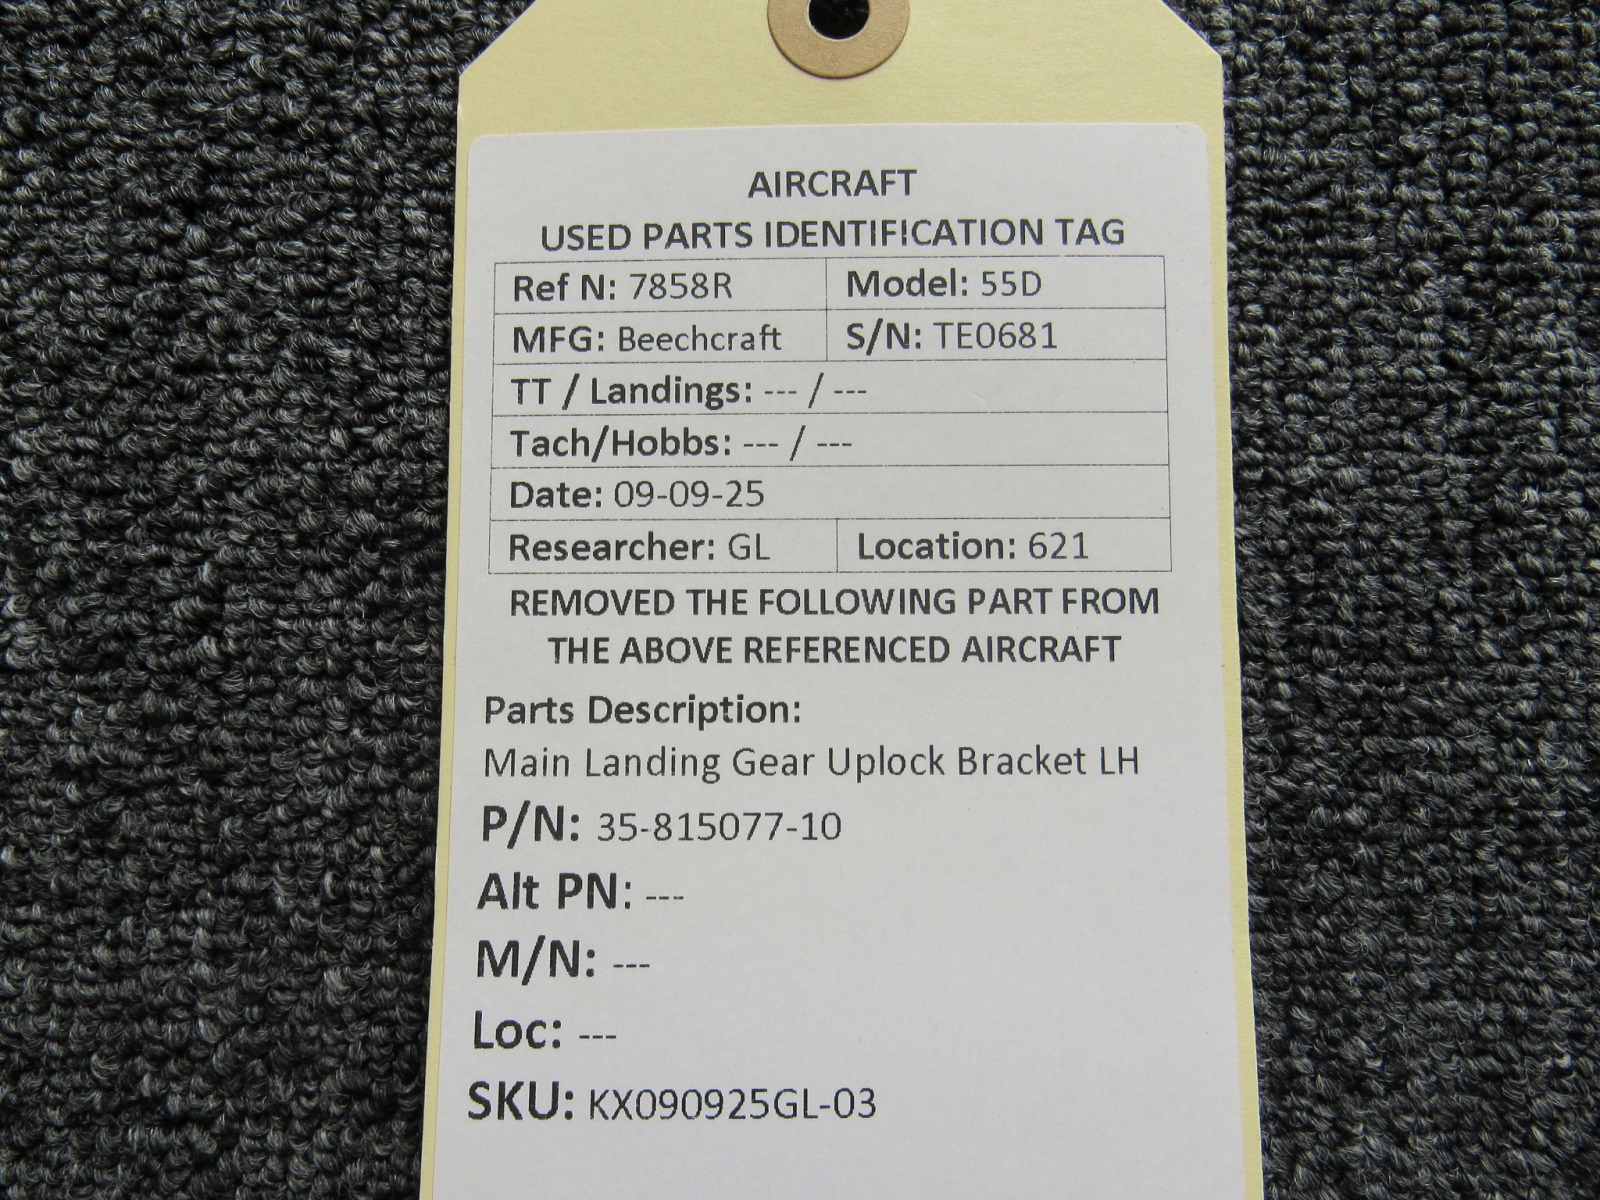 AIRCRAFT
USED PARTS IDENTIFICATION TAG
Ref N: 7858R Model: 55D
MFG: Beechcraft S/N: TE0681
TT / Landings: --- / ---
Tach/Hobbs: --- / ---
Date: 09-09-25
Researcher: GL Location: 621
REMOVED THE FOLLOWING PART FROM
THE ABOVE REFERENCED AIRCRAFT
Parts Description:
Main Landing Gear Uplock Bracket LH
P/N: 35-815077-10
Alt PN: ---
M/N: ---
Loc: ---
SKU: KX090925GL-03